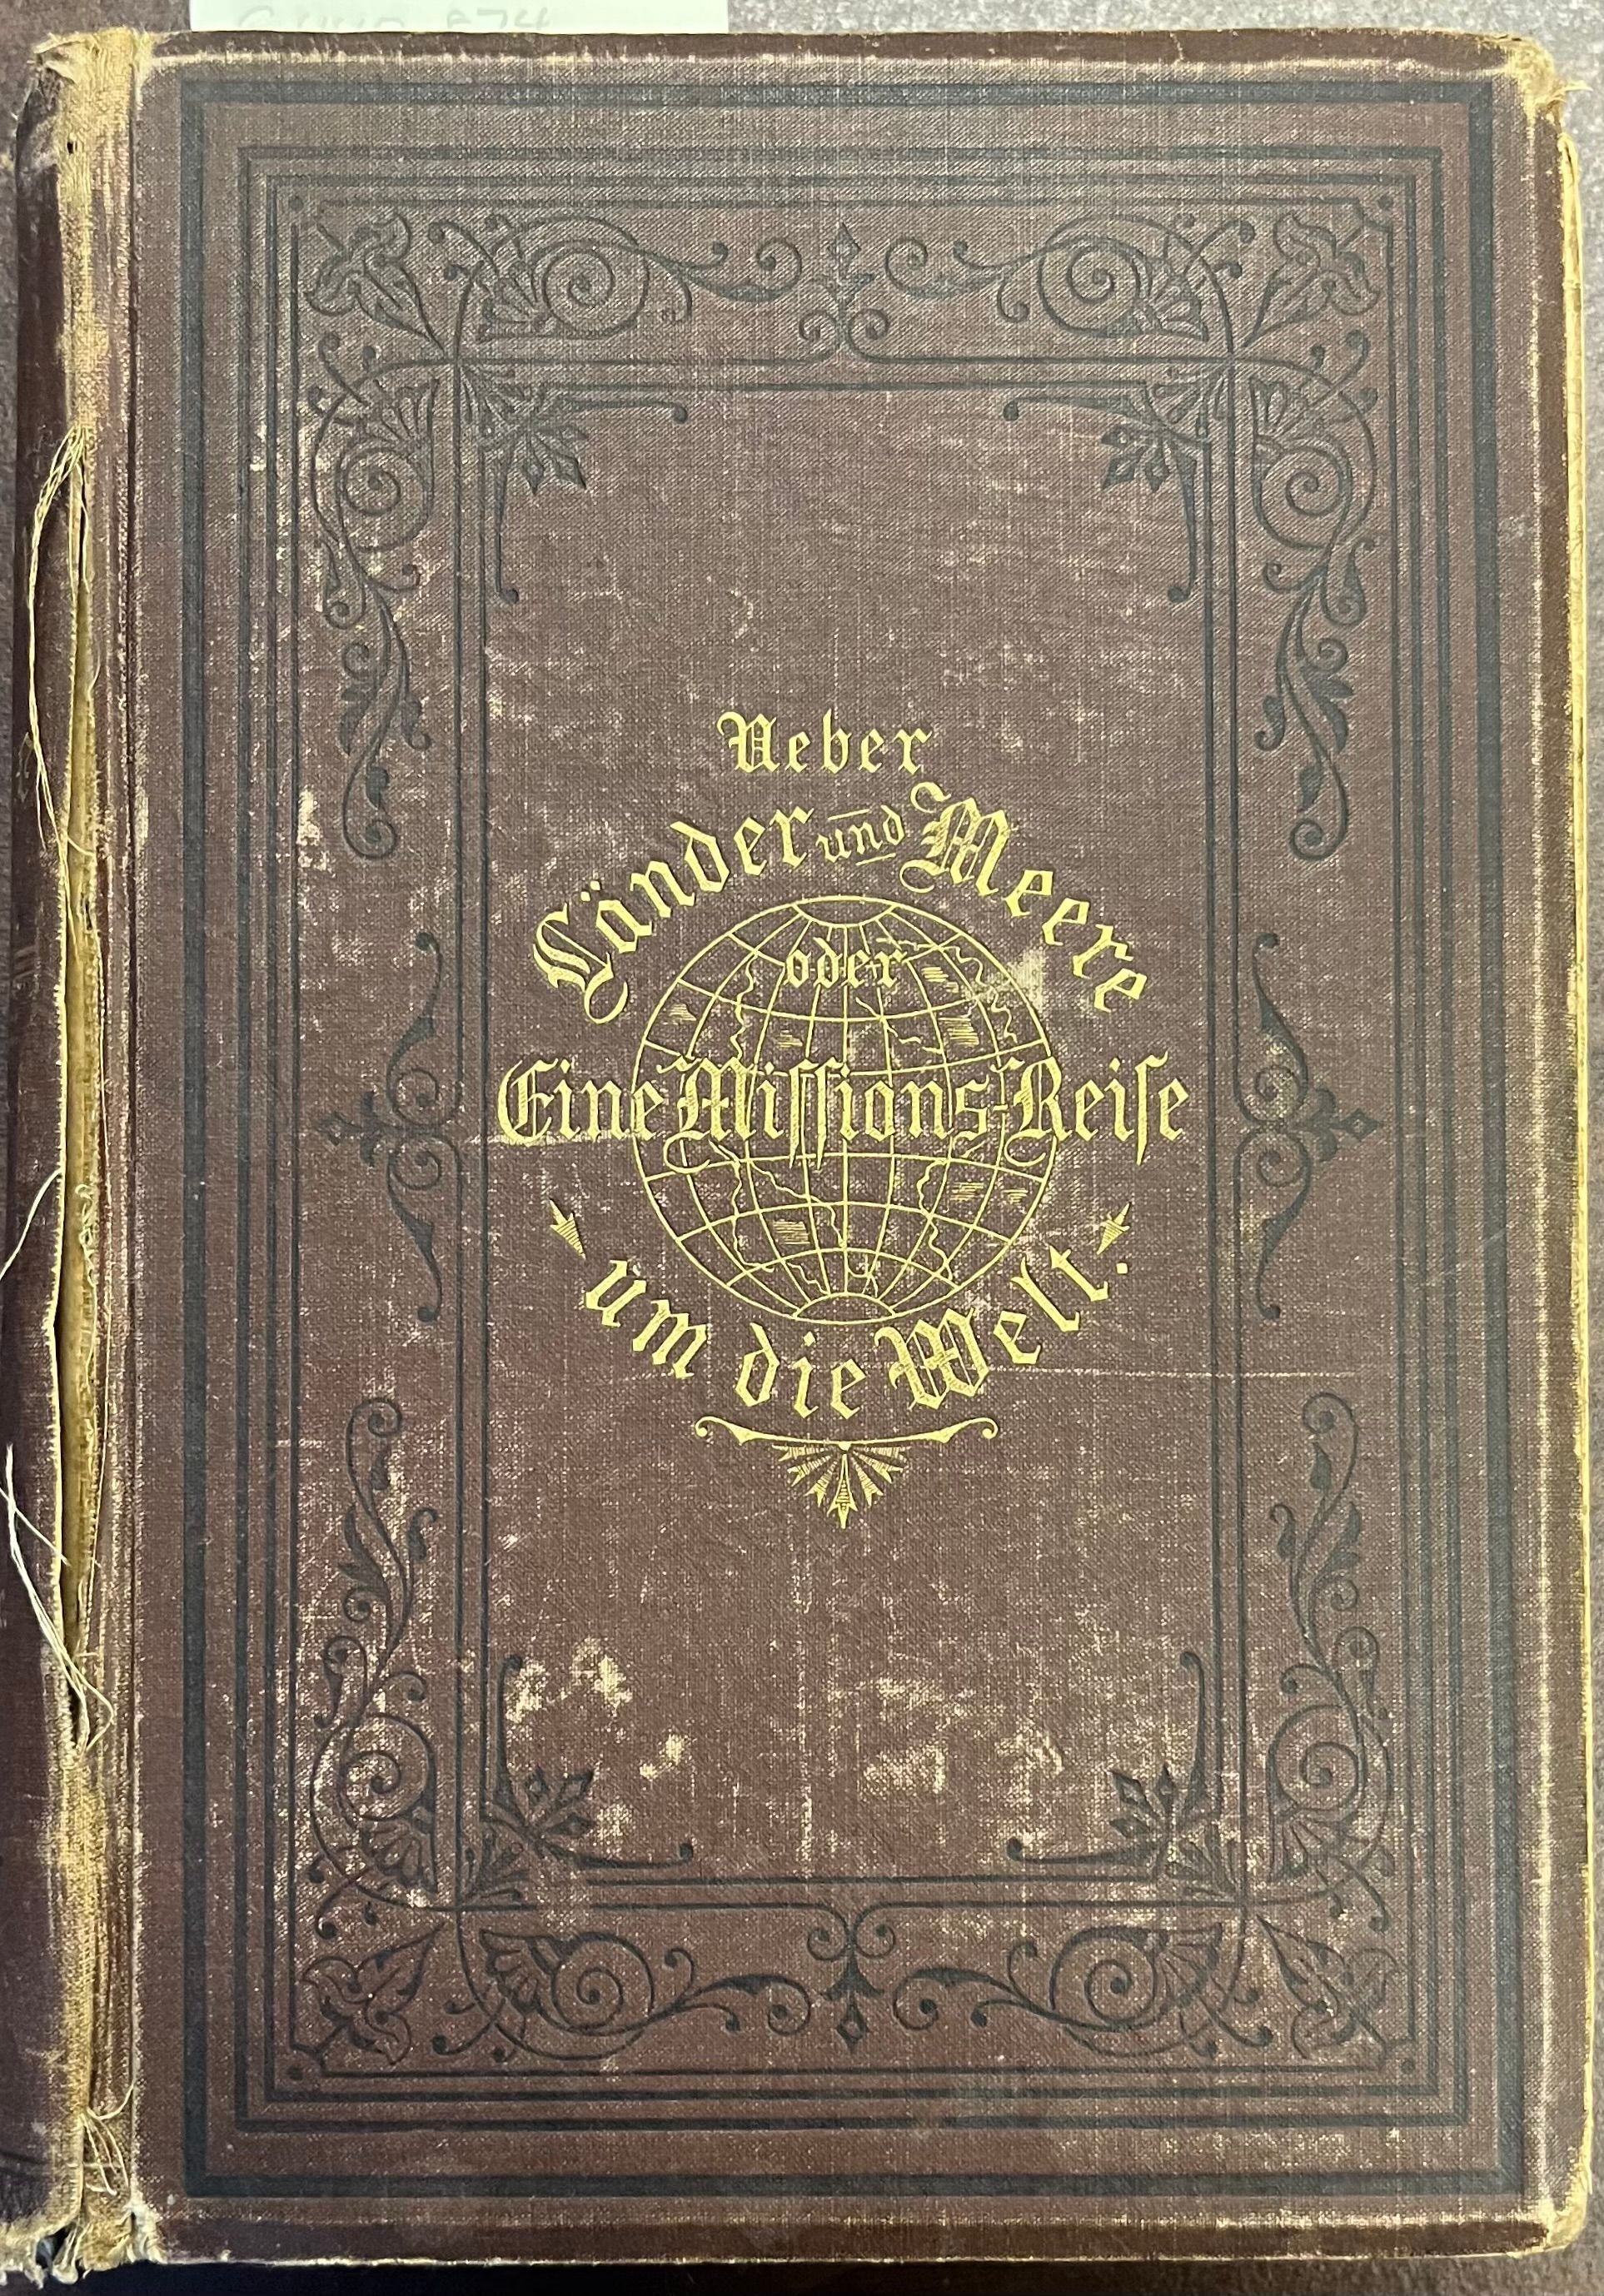 Ueber
Länder und Meere
oder
Eine Missions-Reise
um die Welt.